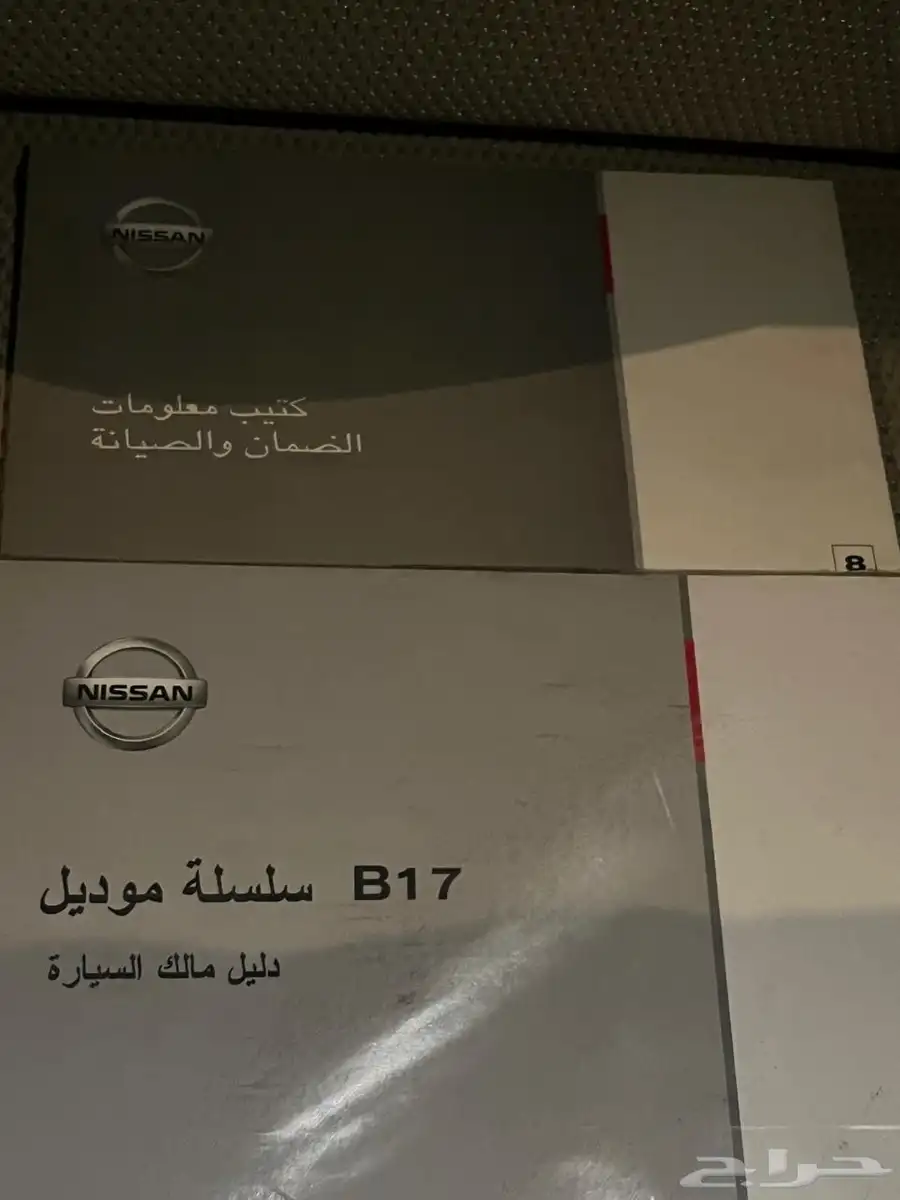 NISSAN
كتيب معلومات
الضمان والصيانة
8
NISSAN
سلسلة موديل B17
دليل مالك السيارة
حراج